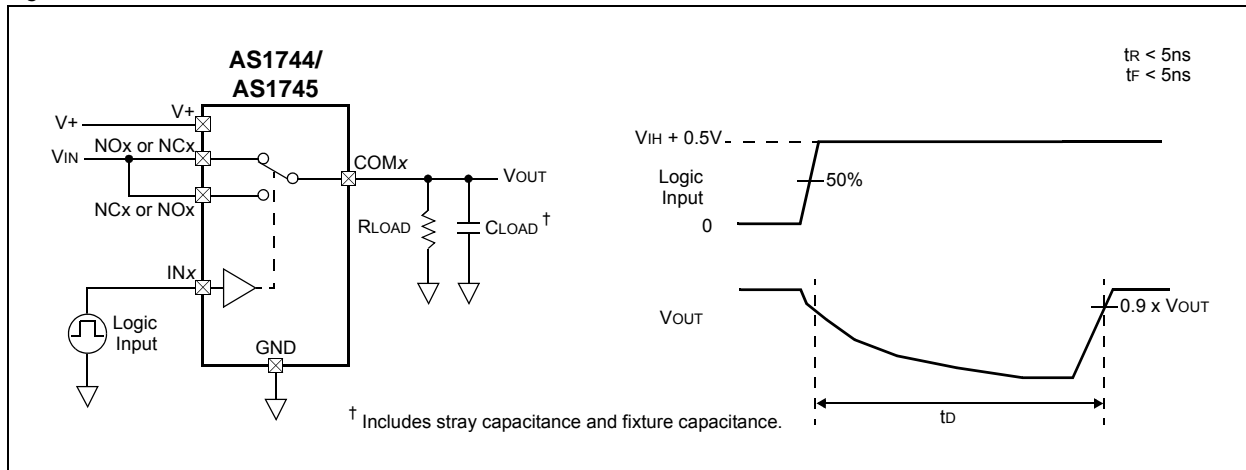 AS1744/
AS1745
tR < 5ns
tF < 5ns
V+
V+
NOx or NCx
VIN
COMx
VOUT
NCx or NOx
RLOAD
CLOAD †
INx
Logic
Input
GND
† Includes stray capacitance and fixture capacitance.
VIH + 0.5V
50%
Logic
Input
0
VOUT
0.9 x VOUT
tD